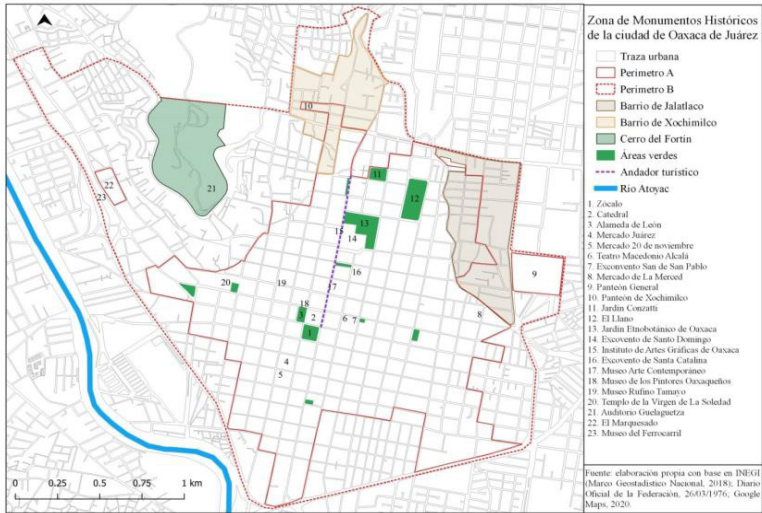 Zona de Monumentos Históricos
de la ciudad de Oaxaca de Juárez
Traza urbana
Perimetro A
Perimetro B
Barrio de Jalatlaco
Barrio de Xochimilco
Cerro del Fortín
Áreas verdes
Andador turistico
Rio Atoyac
1. Zócalo
2. Catedral
3. Alameda de León
4. Mercado Juárez
5. Mercado 20 de noviembre
6. Teatro Macedonio Alcalá
7. Exconvento San de San Pablo
8. Mercado de La Merced
9. Panteón General
10. Panteón de Xochimilco
11. Jardín Conzatti
12. El Llano
13. Jardín Etnobotánico de Oaxaca
14. Excovento de Santo Domingo
15. Instituto de Artes Gráficas de Oaxaca
16. Excovento de Santa Catalina
17. Museo Arte Contemporáneo
18. Museo de los Pintores Oaxaqueños
19. Museo Rufino Tamayo
20. Templo de la Virgen de La Soledad
21. Auditorio Guelaguetza
22. El Marquesado
23. Museo del Ferrocarril
Fuente: elaboración propia con base en INEGI
(Marco Geostadístico Nacional, 2018); Diario
Oficial de la Federación, 26/03/1976; Google
Maps, 2020.
10
11
22
23
21
12
13
15
14
16
9
20
19
17
18
3
2
6
7
8
1
4
5
0 0.25 0.5 1 km